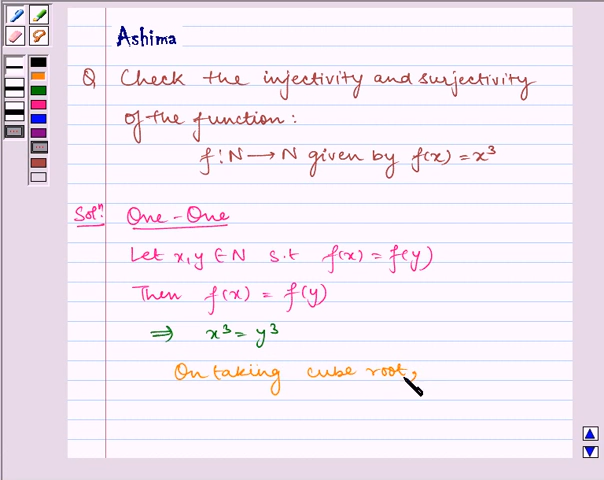 Ashima
Q Check the injectivity and surjectivity
of the function:
f: N → N given by f(x) = x³
Solⁿ: One-One
Let x, y ∈ N s.t f(x) = f(y)
Then f(x) = f(y)
⇒ x³ = y³
On taking cube root,